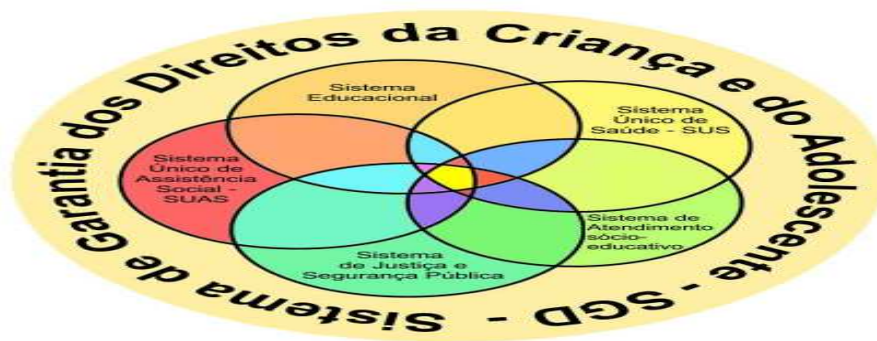 Sistema de Garantia dos Direitos da Criança e do Adolescente - SGD -
Sistema
Educacional
Sistema
Único de
Saúde - SUS
Sistema
Único de
Assistência
Social -
SUAS
Sistema de
Atendimento
sócio-
educativo
Sistema
de Justiça e
Segurança Pública